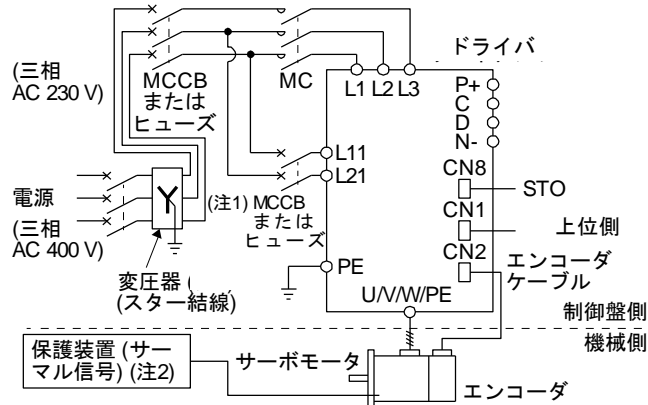 (三相
AC 230 V)
MCCB
または
ヒューズ
MC
ドライバ
L1 L2 L3
P+
C
D
N-
L11
L21
CN8
STO
CN1
上位側
CN2
エンコーダ
ケーブル
電源
(三相
AC 400 V)
(注1)
MCCB
または
ヒューズ
変圧器 (
(スター結線)
PE
U/V/W/PE
制御盤側
機械側
保護装置 (サー
マル信号) (注2)
サーボモータ
エンコーダ